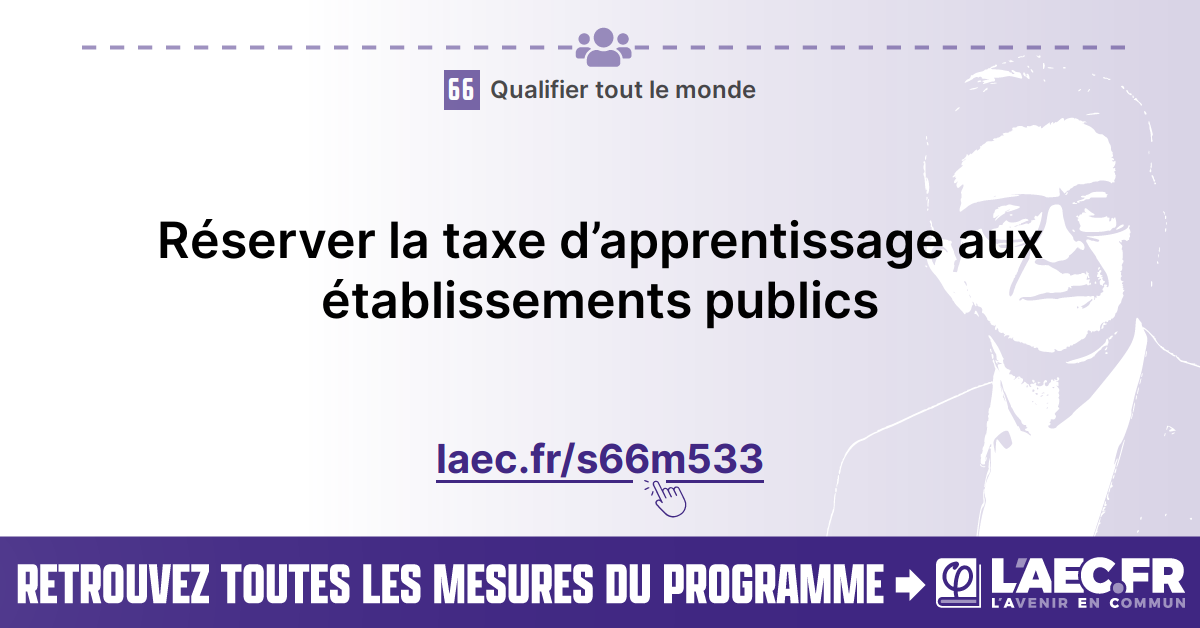 66 Qualifier tout le monde
Réserver la taxe d’apprentissage aux
établissements publics
laec.fr/s66m533
RETROUVEZ TOUTES LES MESURES DU PROGRAMME
φ L'AEC.FR
L'AVENIR EN COMMUN